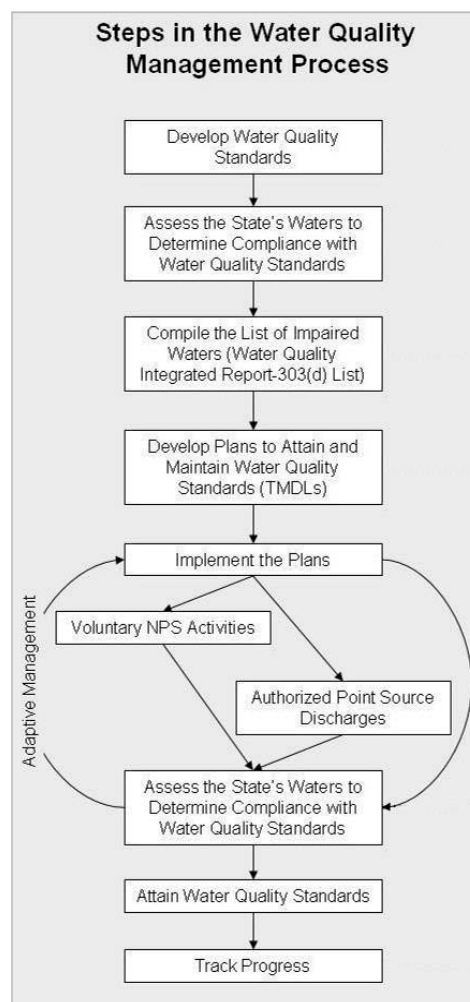 Steps in the Water Quality
Management Process
Develop Water Quality
Standards
Assess the State's Waters to
Determine Compliance with
Water Quality Standards
Compile the List of Impaired
Waters (Water Quality
Integrated Report-303(d) List)
Develop Plans to Attain and
Maintain Water Quality
Standards (TMDLs)
Implement the Plans
Adaptive Management
Voluntary NPS Activities
Authorized Point Source
Discharges
Assess the State's Waters to
Determine Compliance with
Water Quality Standards
Attain Water Quality Standards
Track Progress